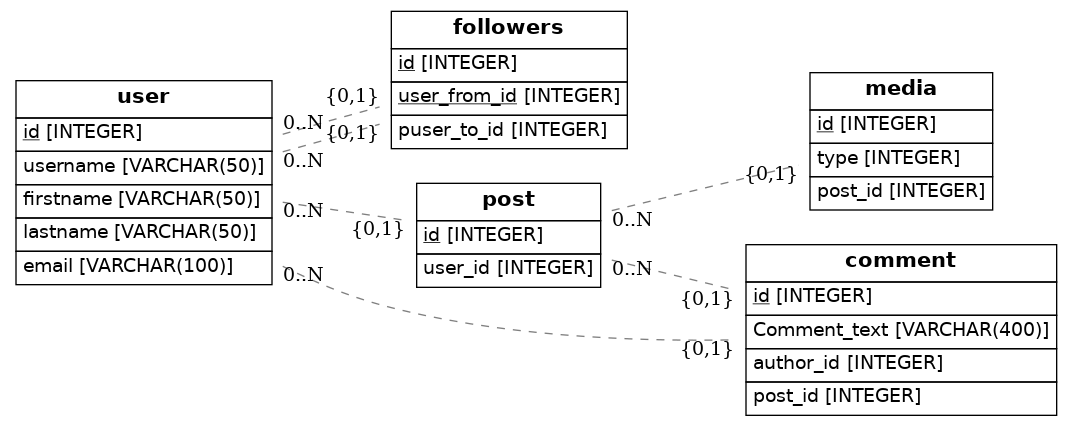 followers
id [INTEGER]
user_from_id [INTEGER]
puser_to_id [INTEGER]
user
id [INTEGER]
username [VARCHAR(50)]
firstname [VARCHAR(50)]
lastname [VARCHAR(50)]
email [VARCHAR(100)]
media
id [INTEGER]
type [INTEGER]
post_id [INTEGER]
post
id [INTEGER]
user_id [INTEGER]
comment
id [INTEGER]
Comment_text [VARCHAR(400)]
author_id [INTEGER]
post_id [INTEGER]
{0,1}
0..N
{0,1}
0..N
{0,1}
0..N
{0,1}
0..N
{0,1}
0..N
{0,1}
0..N